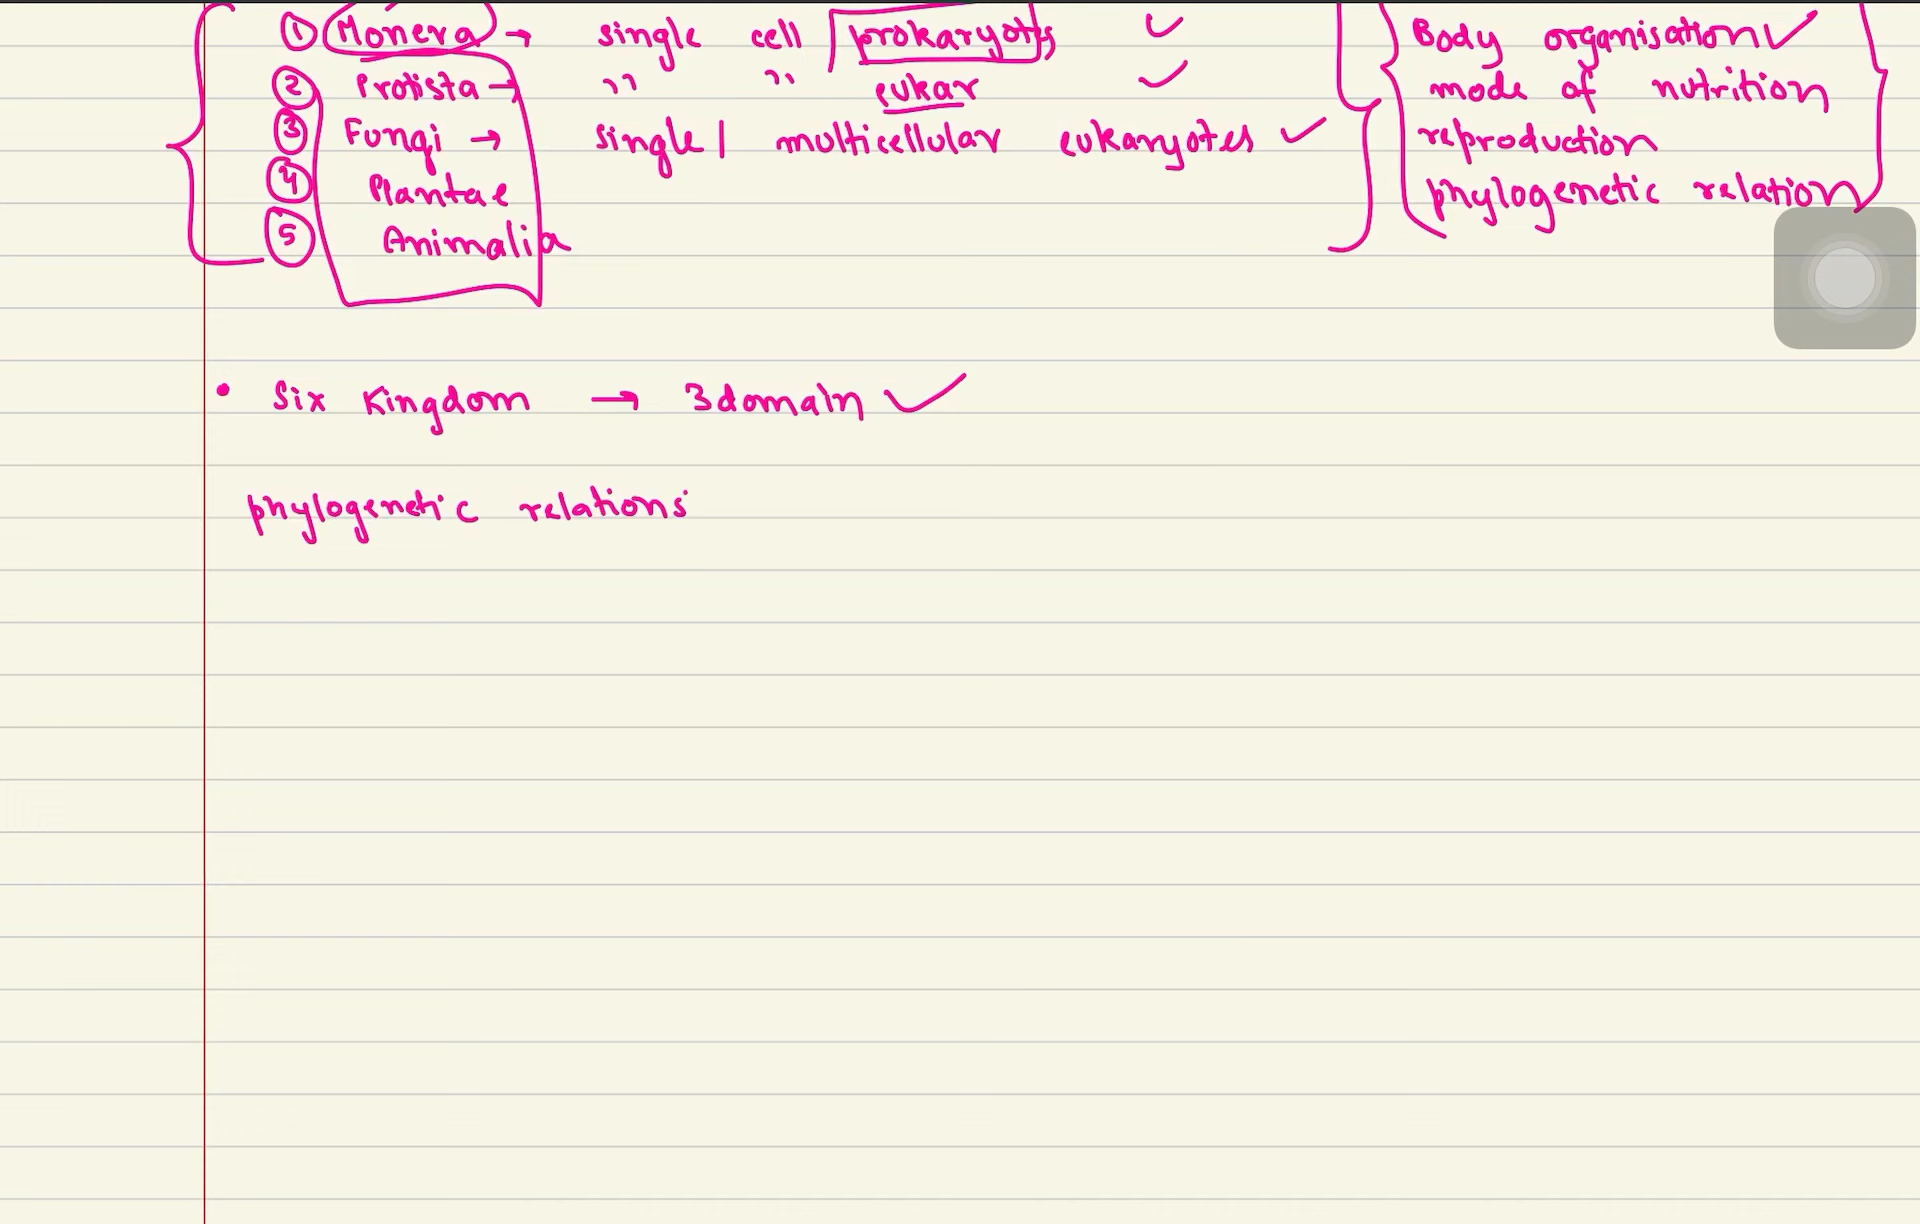 ① Monera → single cell prokaryotes ✓
② Protista → '' '' eukar ✓
③ Fungi → single/ multicellular eukaryotes ✓
④ Plantae
⑤ Animalia
Body organisation ✓
mode of nutrition
reproduction
phylogenetic relation
• Six Kingdom → 3 domain ✓
phylogenetic relations